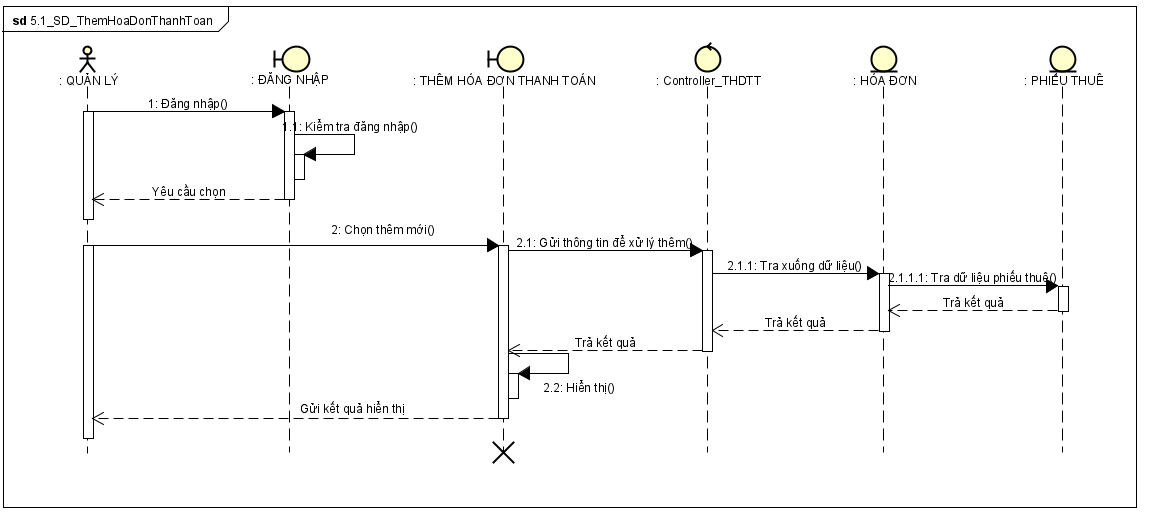 sd 5.1_SD_ThemHoaDonThanhToan
: QUẢN LÝ
: ĐĂNG NHẬP
: THÊM HÓA ĐƠN THANH TOÁN
: Controller_THDTT
: HÓA ĐƠN
: PHIẾU THUÊ
1: Đăng nhập()
1.1: Kiểm tra đăng nhập()
Yêu cầu chọn
2: Chọn thêm mới()
2.1: Gửi thông tin để xử lý thêm()
2.1.1: Tra xuống dữ liệu()
2.1.1.1: Tra dữ liệu phiếu thuê()
Trả kết quả
Trả kết quả
Trả kết quả
2.2: Hiển thị()
Gửi kết quả hiển thị